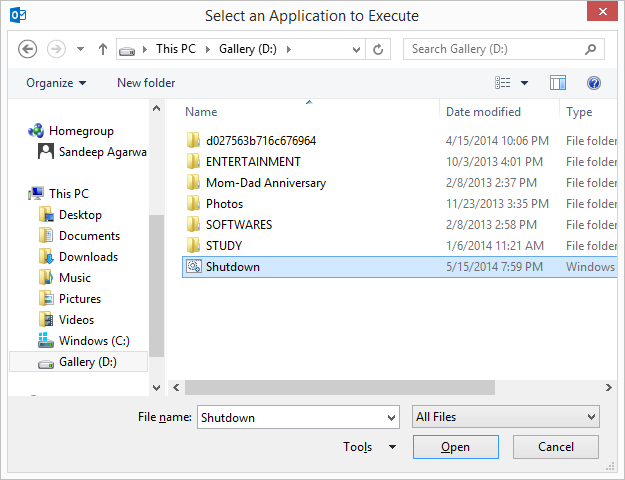 Select an Application to Execute
This PC Gallery (D:) Search Gallery (D:)
Organize New folder
Name Date modified Type
Homegroup
Sandeep Agarwa
This PC
Desktop
Documents
Downloads
Music
Pictures
Videos
Windows (C:)
Gallery (D:)
d027563b716c676964 4/15/2014 10:06 PM File folder
ENTERTAINMENT 10/3/2013 4:01 PM File folder
Mom-Dad Anniversary 2/8/2013 2:37 PM File folder
Photos 11/23/2013 3:35 PM File folder
SOFTWARES 2/8/2013 2:58 PM File folder
STUDY 1/6/2014 11:21 AM File folder
Shutdown 5/15/2014 7:59 PM Windows
File name: Shutdown All Files
Tools Open Cancel